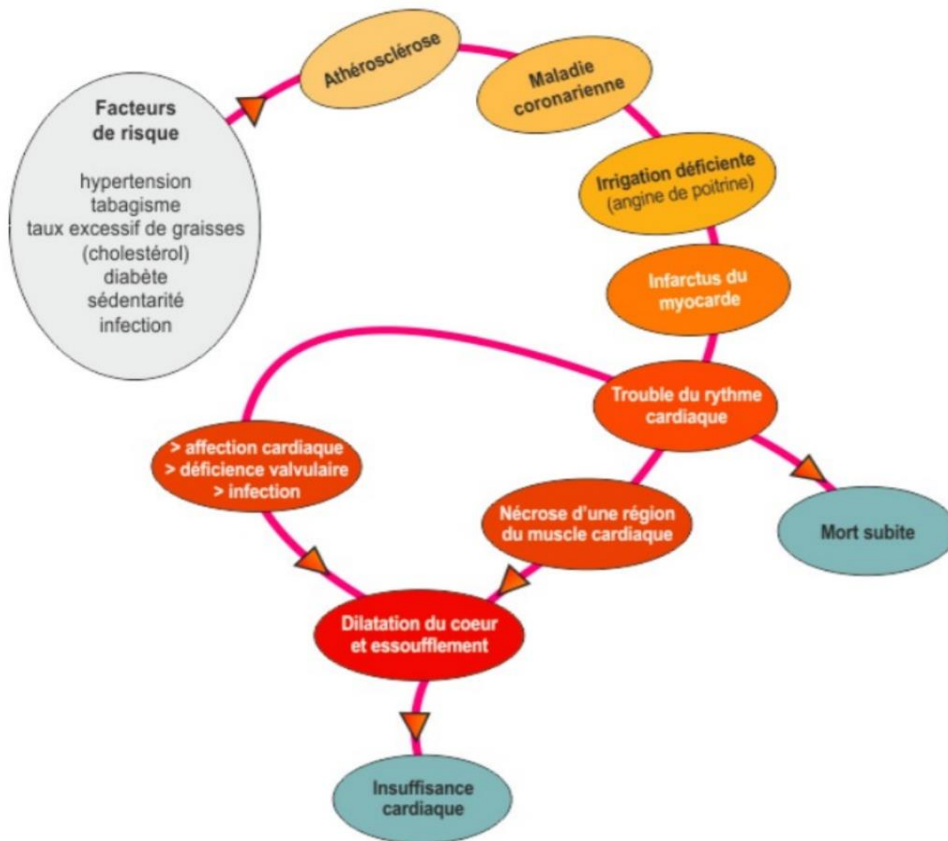 Athérosclérose
Maladie
coronarienne
Facteurs
de risque
hypertension
tabagisme
taux excessif de graisses
(cholestérol)
diabète
sédentarité
infection
Irrigation déficiente
(angine de poitrine)
Infarctus du
myocarde
Trouble du rythme
cardiaque
> affection cardiaque
> déficience valvulaire
> infection
Nécrose d'une région
du muscle cardiaque
Mort subite
Dilatation du coeur
et essoufflement
Insuffisance
cardiaque